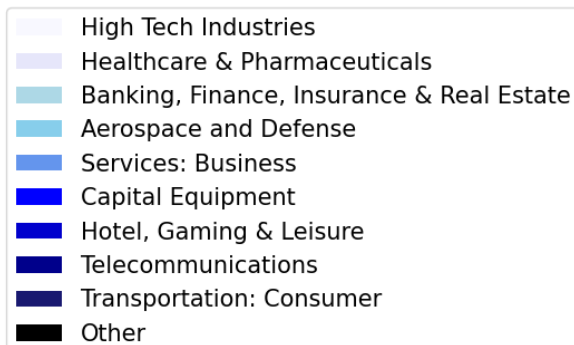 High Tech Industries
Healthcare & Pharmaceuticals
Banking, Finance, Insurance & Real Estate
Aerospace and Defense
Services: Business
Capital Equipment
Hotel, Gaming & Leisure
Telecommunications
Transportation: Consumer
Other